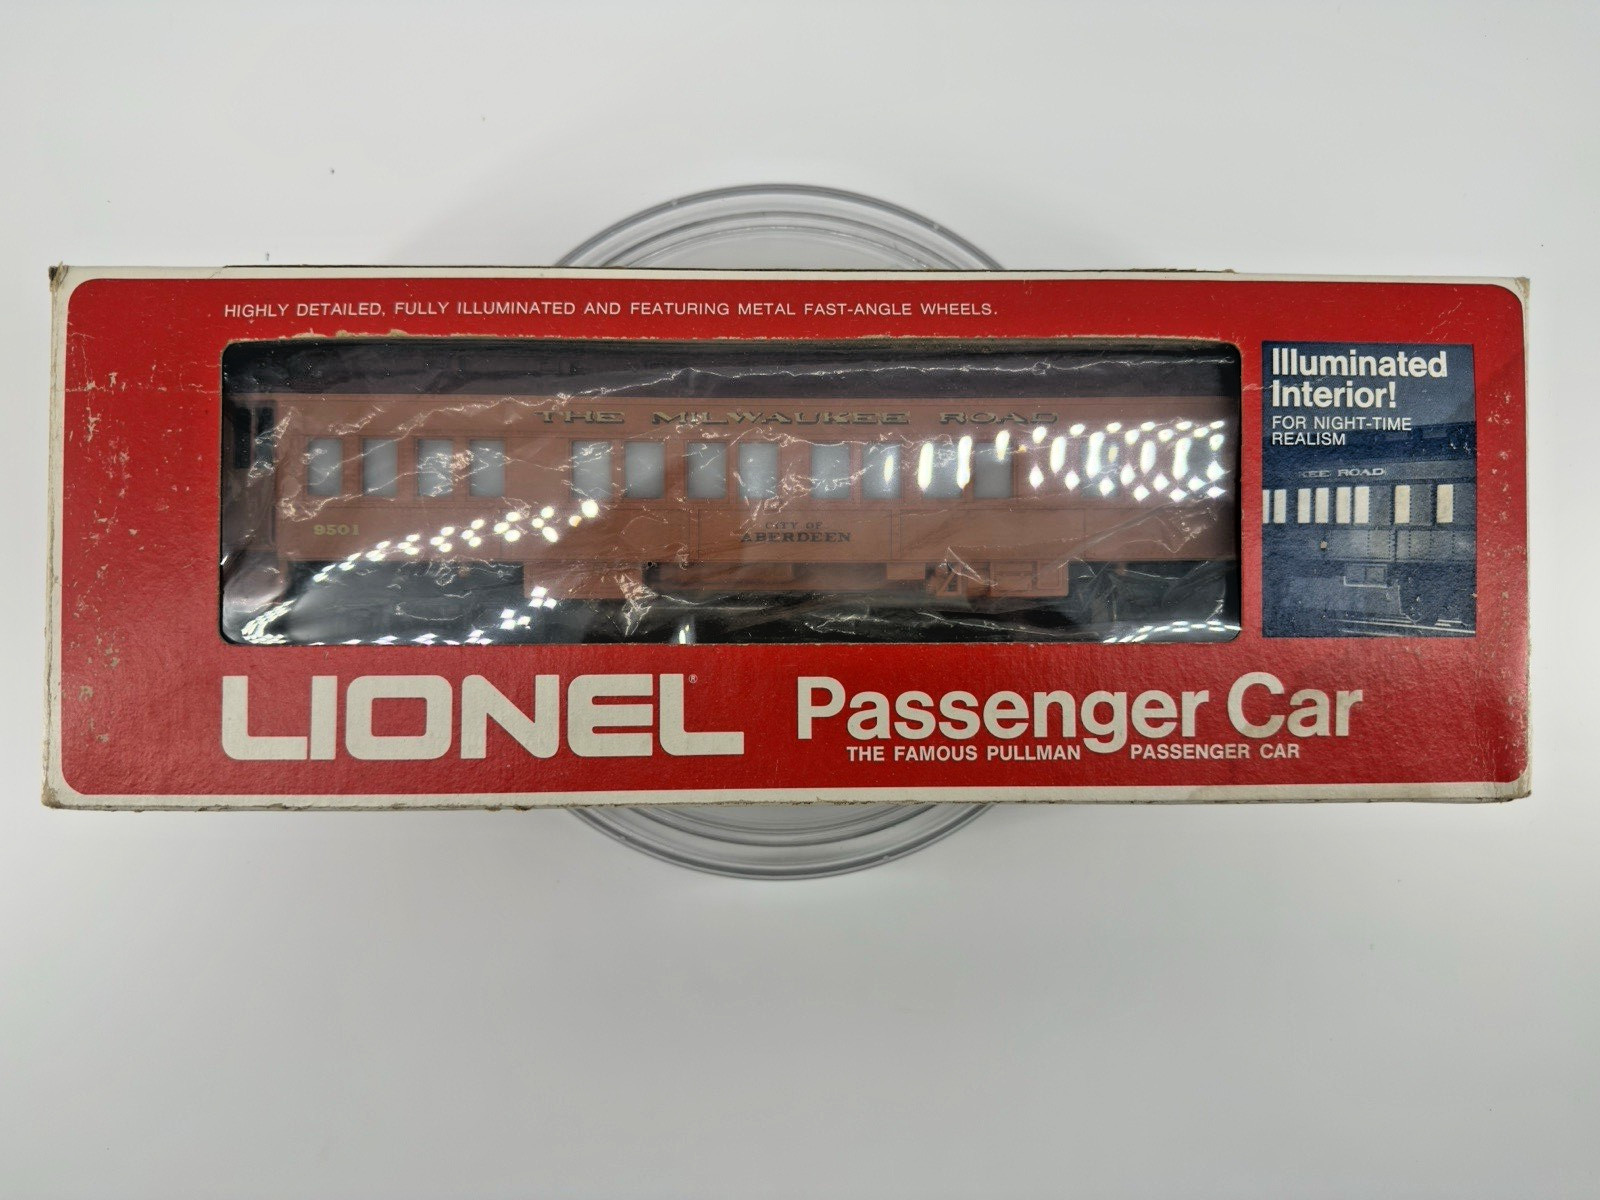 HIGHLY DETAILED, FULLY ILLUMINATED AND FEATURING METAL FAST-ANGLE WHEELS.
THE MILWAUKEE ROAD
9501
CITY OF
ABERDEEN
Illuminated
Interior!
FOR NIGHT-TIME
REALISM
KEE ROAD
LIONEL®
Passenger Car
THE FAMOUS PULLMAN PASSENGER CAR